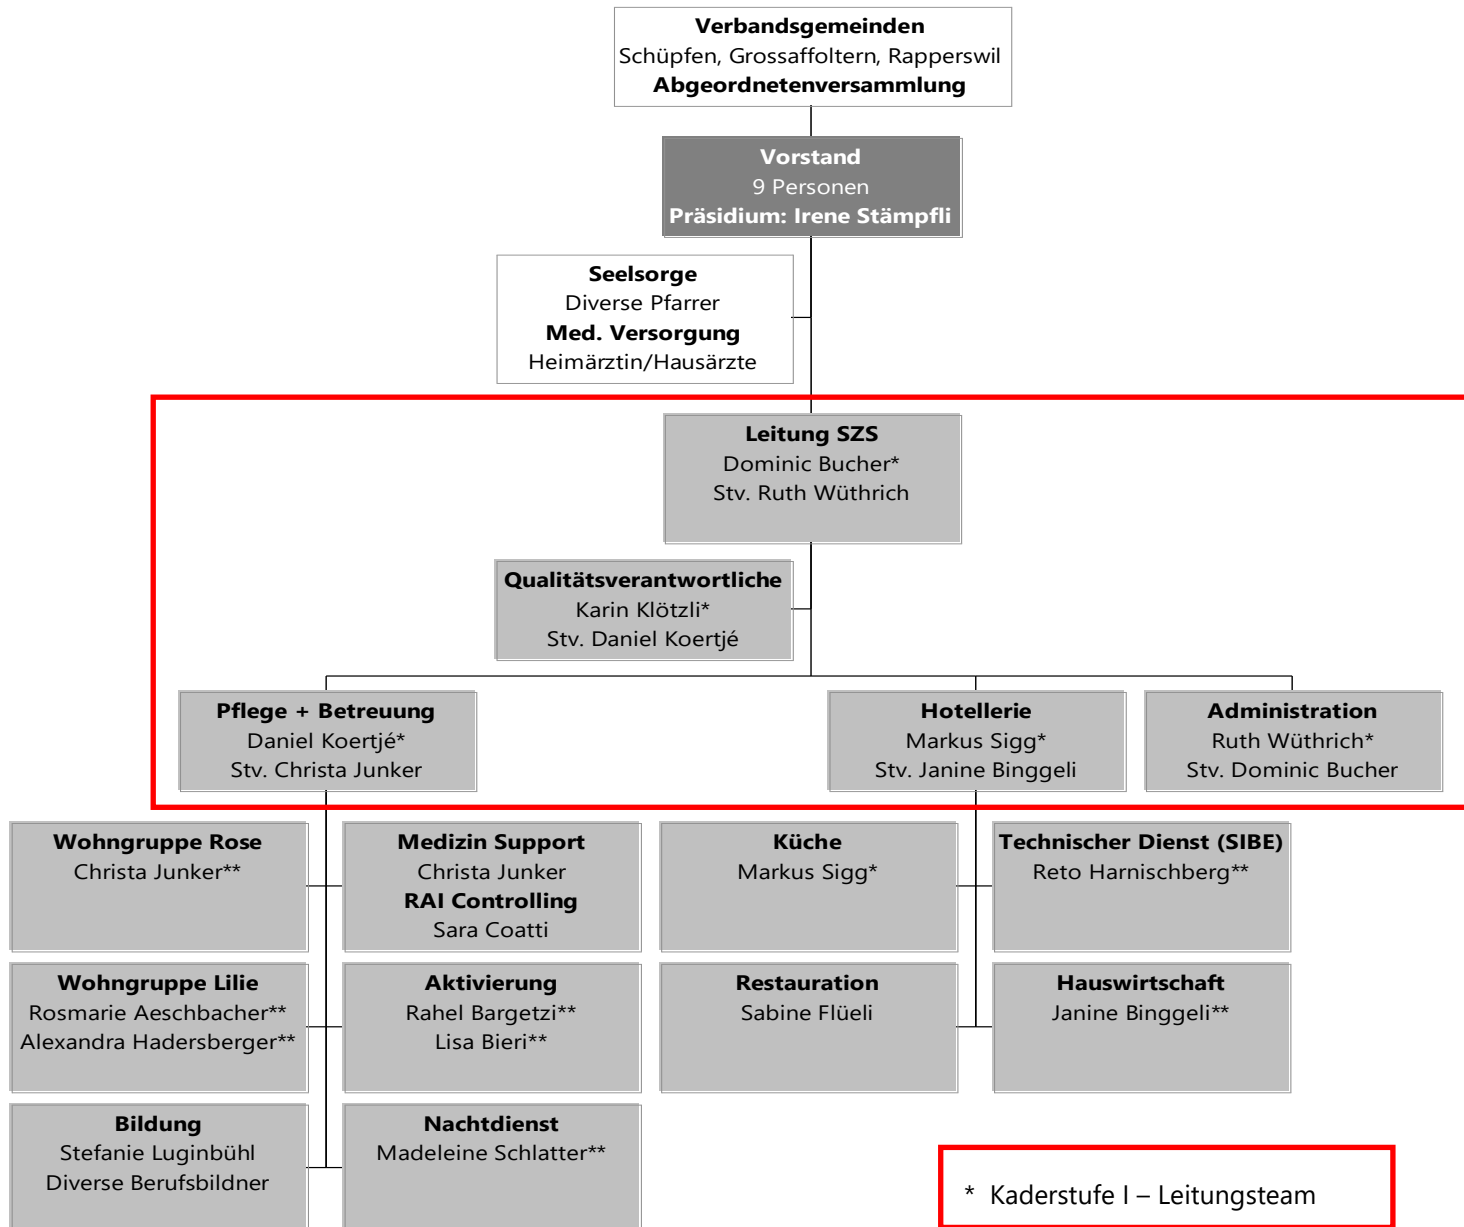 Verbandsgemeinden
Schüpfen, Grossaffoltern, Rapperswil
Abgeordnetenversammlung
Vorstand
9 Personen
Präsidium: Irene Stämpfli
Seelsorge
Diverse Pfarrer
Med. Versorgung
Heimärztin/Hausärzte
Leitung SZS
Dominic Bucher*
Stv. Ruth Wüthrich
Qualitätsverantwortliche
Karin Klötzli*
Stv. Daniel Koertjé
Pflege + Betreuung
Daniel Koertjé*
Stv. Christa Junker
Hotellerie
Markus Sigg*
Stv. Janine Binggeli
Administration
Ruth Wüthrich*
Stv. Dominic Bucher
Wohngruppe Rose
Christa Junker**
Medizin Support
Christa Junker
RAI Controlling
Sara Coatti
Küche
Markus Sigg*
Technischer Dienst (SIBE)
Reto Harnischberg**
Wohngruppe Lilie
Rosmarie Aeschbacher**
Alexandra Hadersberger**
Aktivierung
Rahel Bargetzi**
Lisa Bieri**
Restauration
Sabine Flüeli
Hauswirtschaft
Janine Binggeli**
Bildung
Stefanie Luginbühl
Diverse Berufsbildner
Nachtdienst
Madeleine Schlatter**
* Kaderstufe I – Leitungsteam